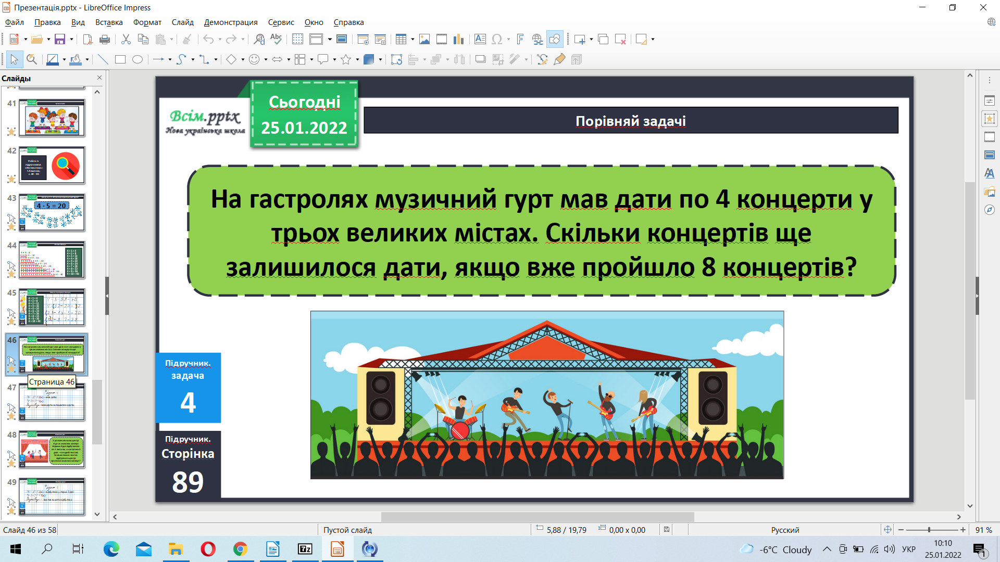 Презентація.pptx - LibreOffice Impress
Файл Правка Вид Вставка Формат Слайд Демонстрация Сервис Окно Справка
Слайды
41
42
43
4 · 5 = 20
44
45
46
Страница 46
47
48
49
Всім.pptx
Нова українська школа
Сьогодні
25.01.2022
Порівняй задачі
На гастролях музичний гурт мав дати по 4 концерти у
трьох великих містах. Скільки концертів ще
залишилося дати, якщо вже пройшло 8 концертів?
Підручник.
задача
4
Підручник.
Сторінка
89
Слайд 46 из 58
Пустой слайд
5,88 / 19,79
0,00 x 0,00
Русский
91 %
-6°C Cloudy
УКР
10:10
25.01.2022
1